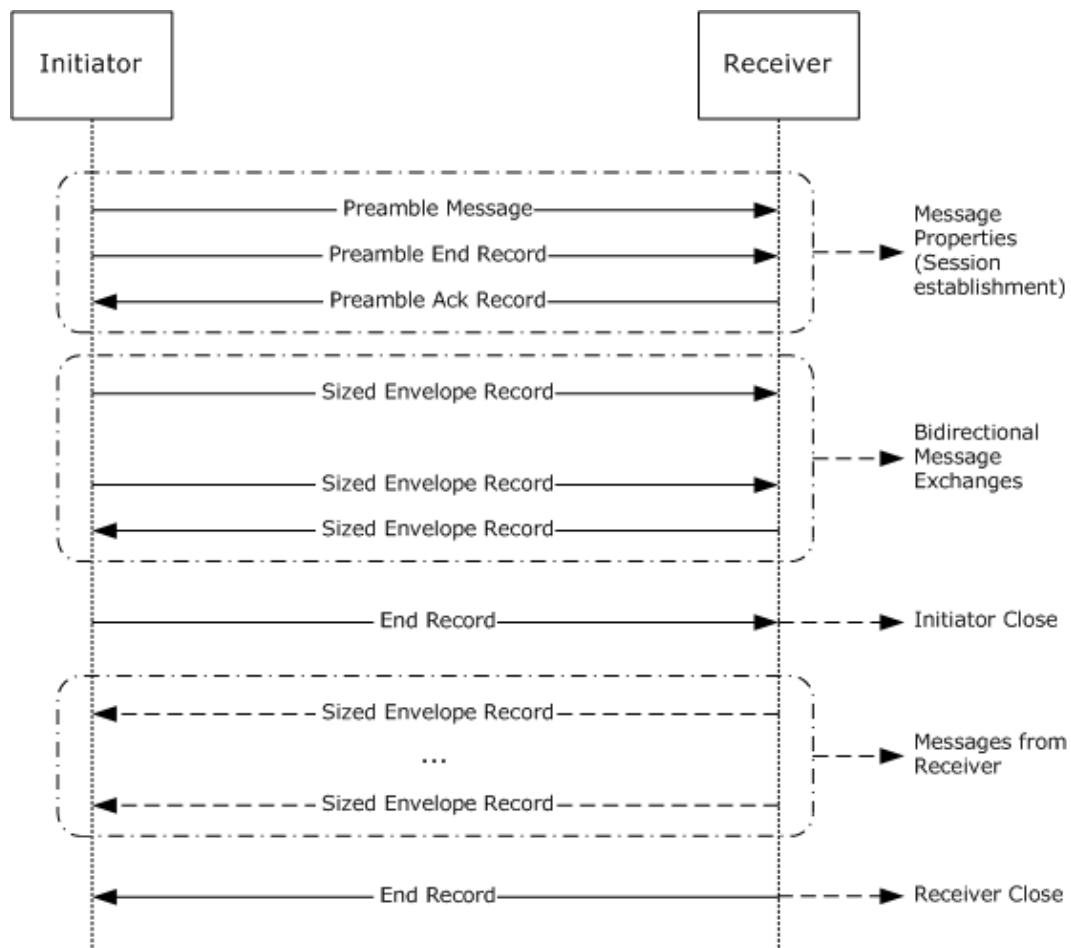 Initiator
Receiver
Preamble Message
Preamble End Record
Preamble Ack Record
Message
Properties
(Session
establishment)
Sized Envelope Record
Sized Envelope Record
Sized Envelope Record
Bidirectional
Message
Exchanges
End Record
Initiator Close
Sized Envelope Record
...
Sized Envelope Record
Messages from
Receiver
End Record
Receiver Close